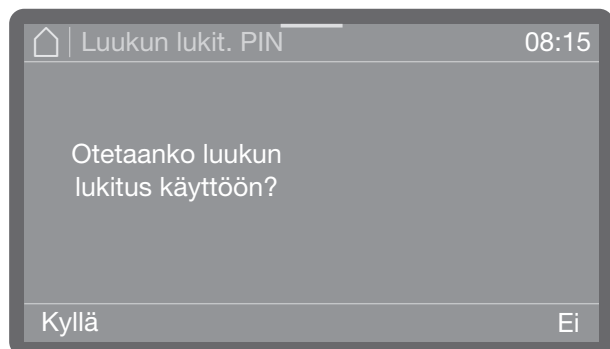 Luukun lukit. PIN 08:15
Otetaanko luukun
lukitus käyttöön?
Kyllä Ei